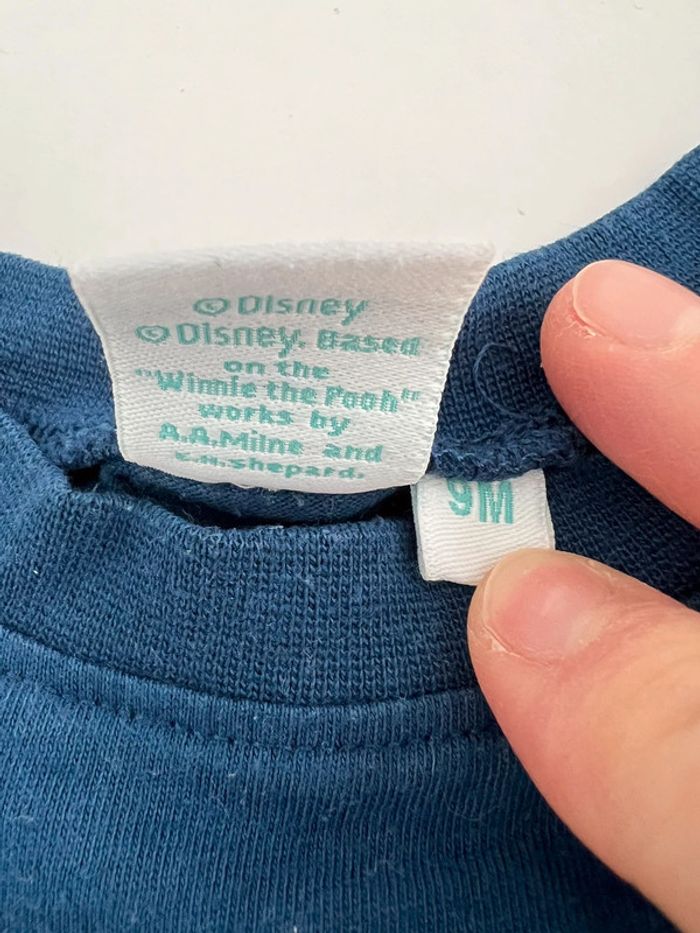 © Disney
© Disney. Based
on the
"Winnie the Pooh"
works by
A.A.Milne and
E.H.Shepard.
9M